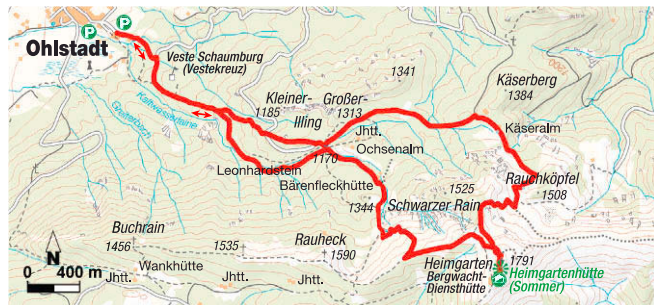 P
P
Ohlstadt
Veste Schaumburg
(Vestekreuz)
Kaltwasserlaine
Kleiner-
1185
Illing
Großer-
1313
1341
Käserberg
1384
Jhtt.
Ochsenalm
Käseralm
1176
Leonhardstein
Bärenfleckhütte
1344
Schwarzer Rain
1525
Rauchköpfel
1508
Buchrain
1456
1535
Rauheck
1590
Wankhütte
Jhtt.
Jhtt.
N
0 400 m
Heimgarten
1791
Bergwacht-
Diensthütte
Heimgartenhütte
(Sommer)